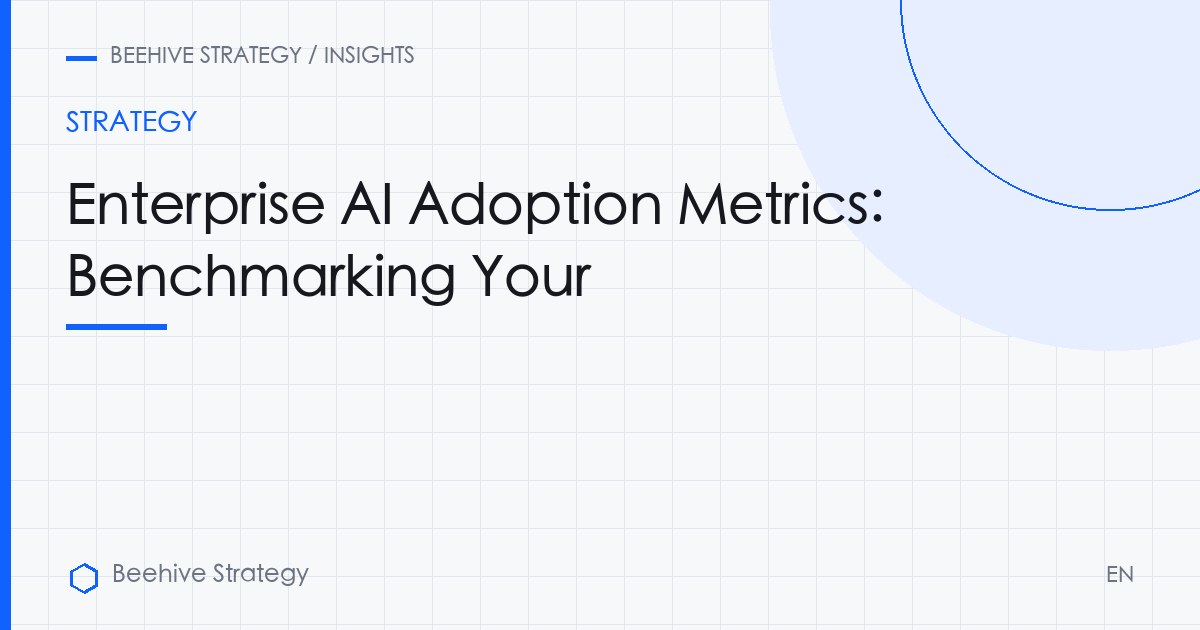 BEEHIVE STRATEGY / INSIGHTS
STRATEGY
Enterprise AI Adoption Metrics:
Benchmarking Your
Beehive Strategy
EN